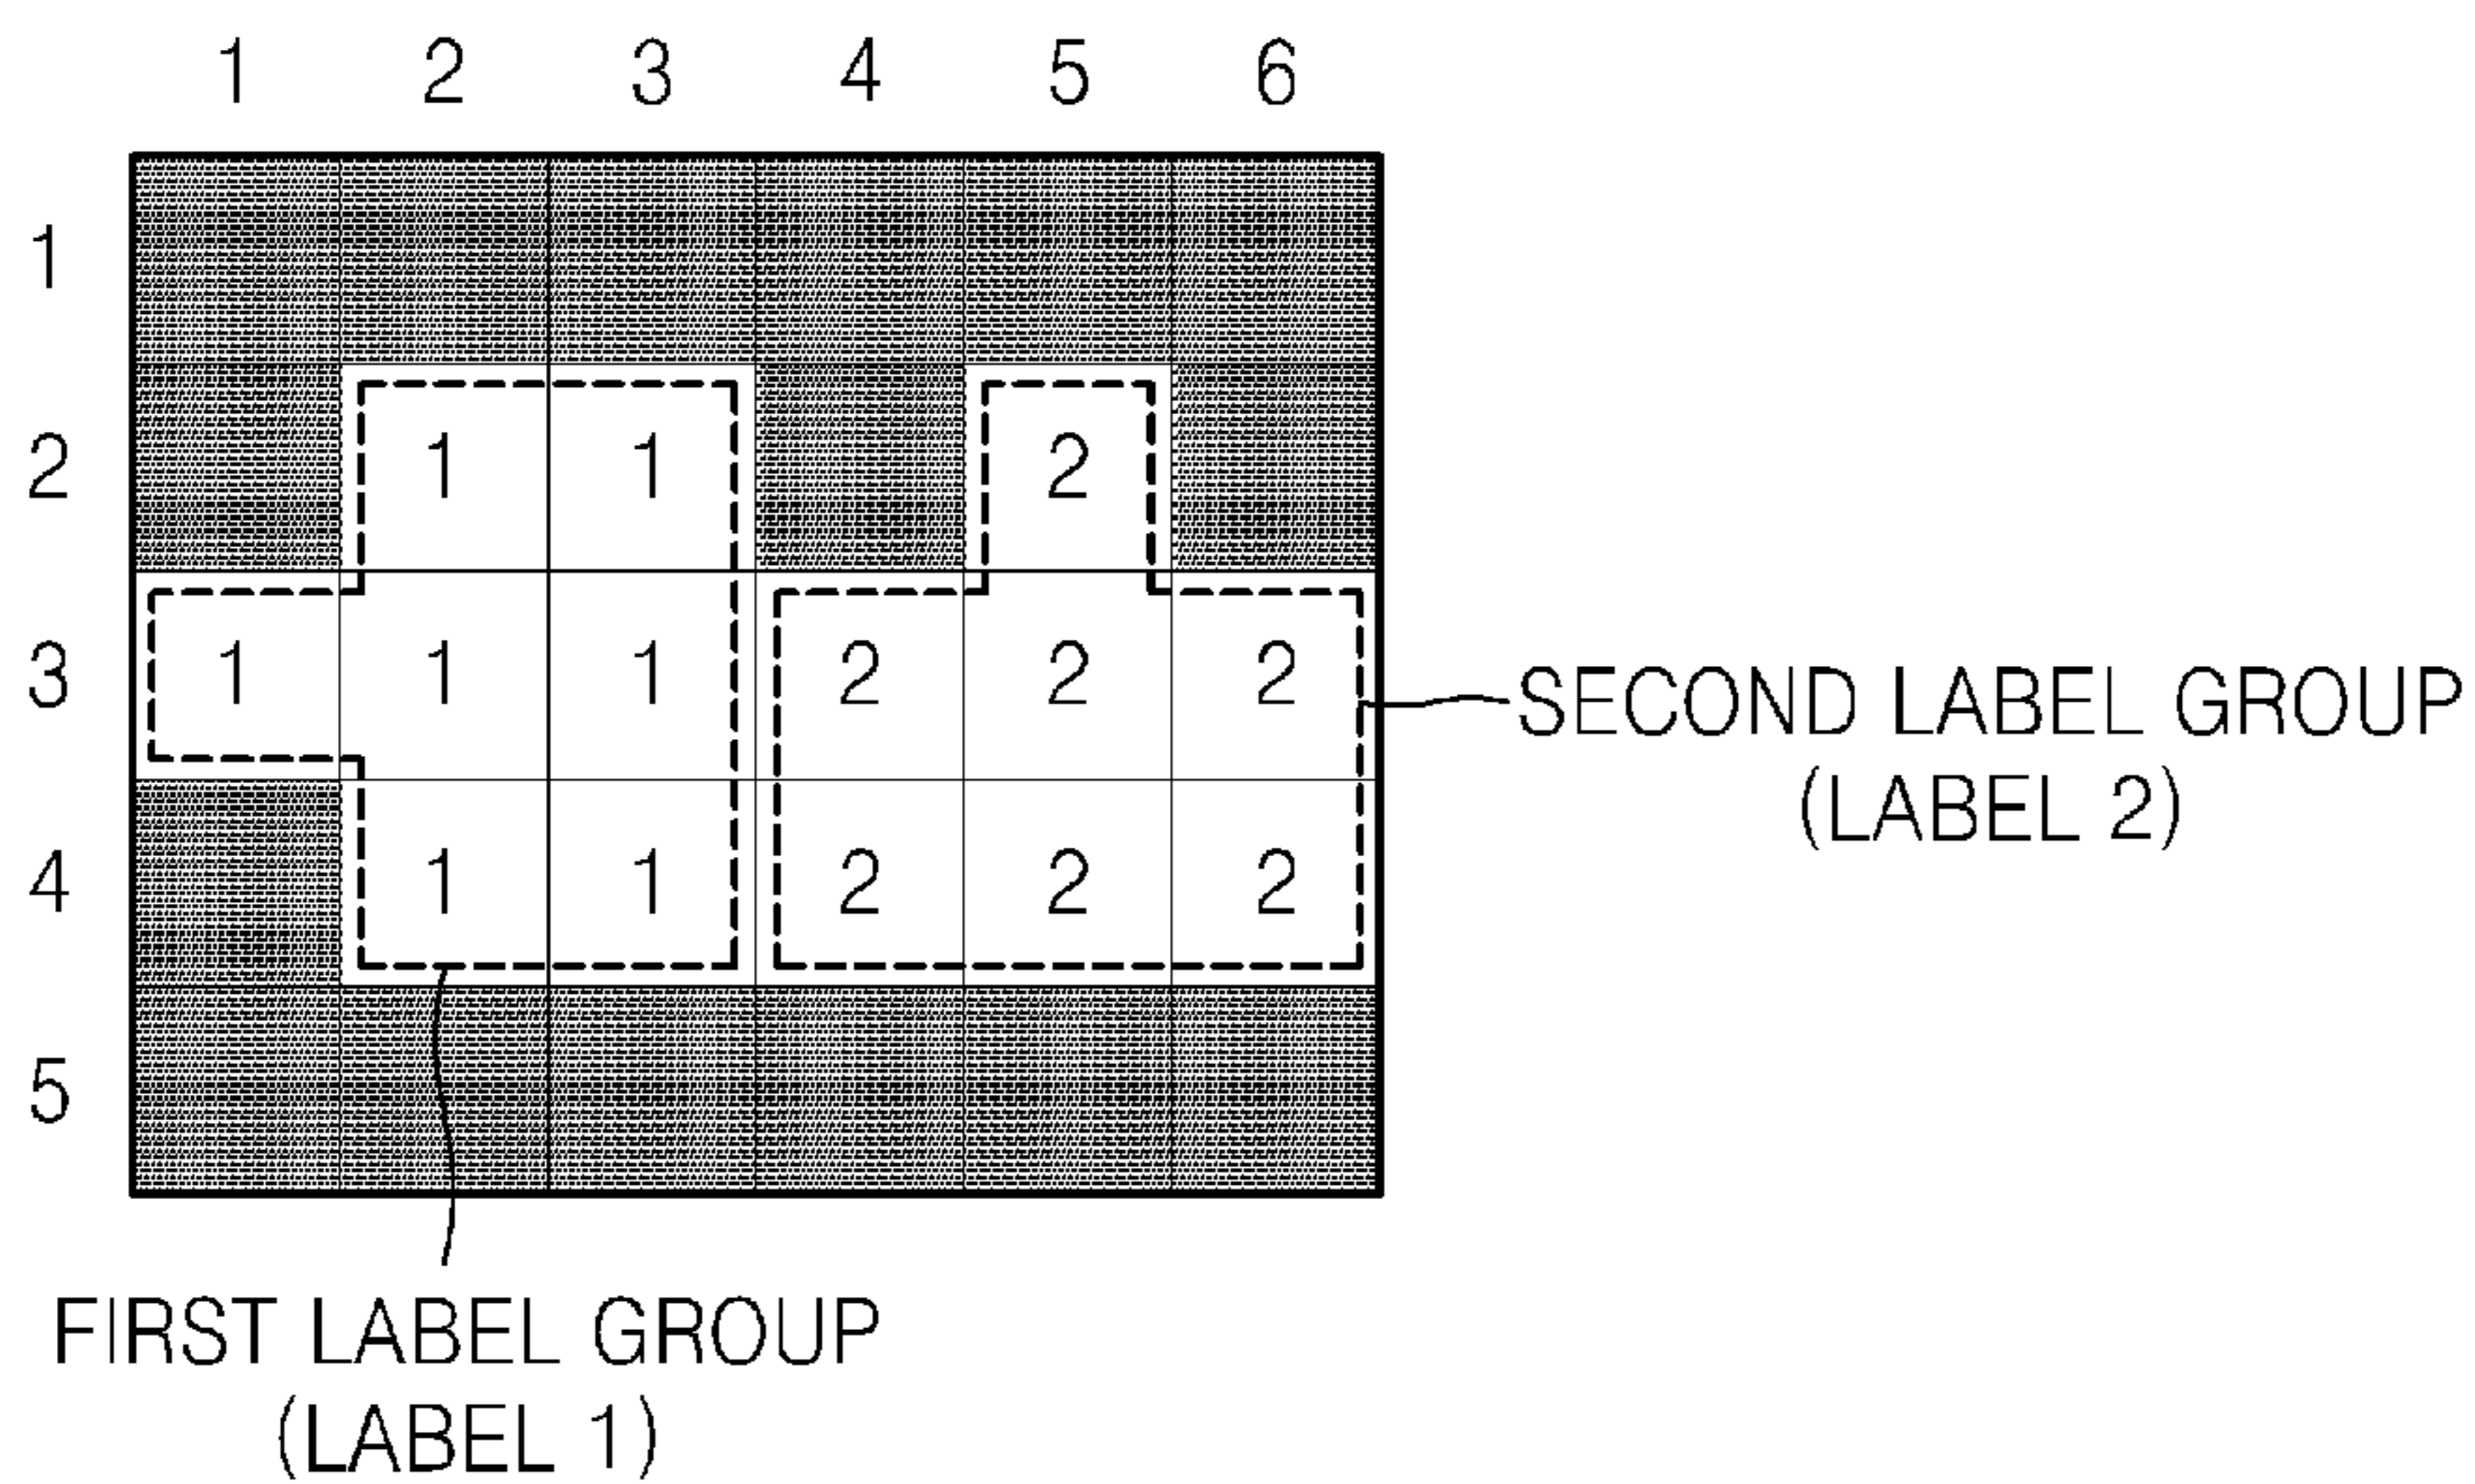 1 2 3 4 5 6
1
2 1 1 2
3 1 1 1 2 2 2
4 1 1 2 2 2
5
SECOND LABEL GROUP
(LABEL 2)
FIRST LABEL GROUP
(LABEL 1)